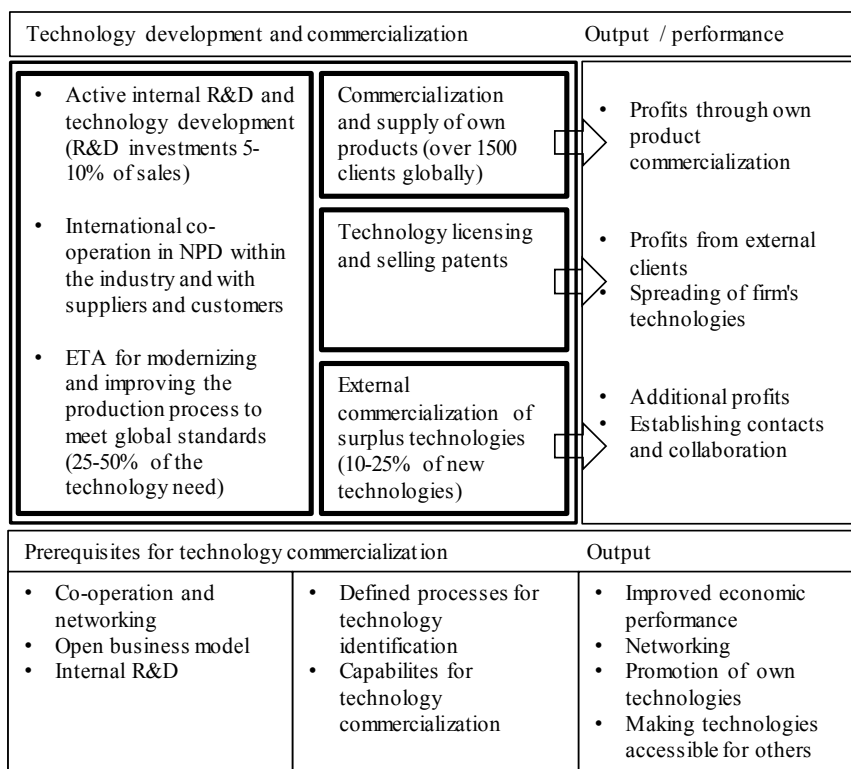 Technology development and commercialization
Output / performance
• Active internal R&D and
technology development
(R&D investments 5-
10% of sales)
• International co-
operation in NPD within
the industry and with
suppliers and customers
• ETA for modernizing
and improving the
production process to
meet global standards
(25-50% of the
technology need)
Commercialization
and supply of own
products (over 1500
clients globally)
Technology licensing
and selling patents
External
commercialization of
surplus technologies
(10-25% of new
technologies)
• Profits through own
product
commercialization
• Profits from external
clients
• Spreading of firm's
technologies
• Additional profits
• Establishing contacts
and collaboration
Prerequisites for technology commercialization
Output
• Co-operation and
networking
• Open business model
• Internal R&D
• Defined processes for
technology
identification
• Capabilites for
technology
commercialization
• Improved economic
performance
• Networking
• Promotion of own
technologies
• Making technologies
accessible for others